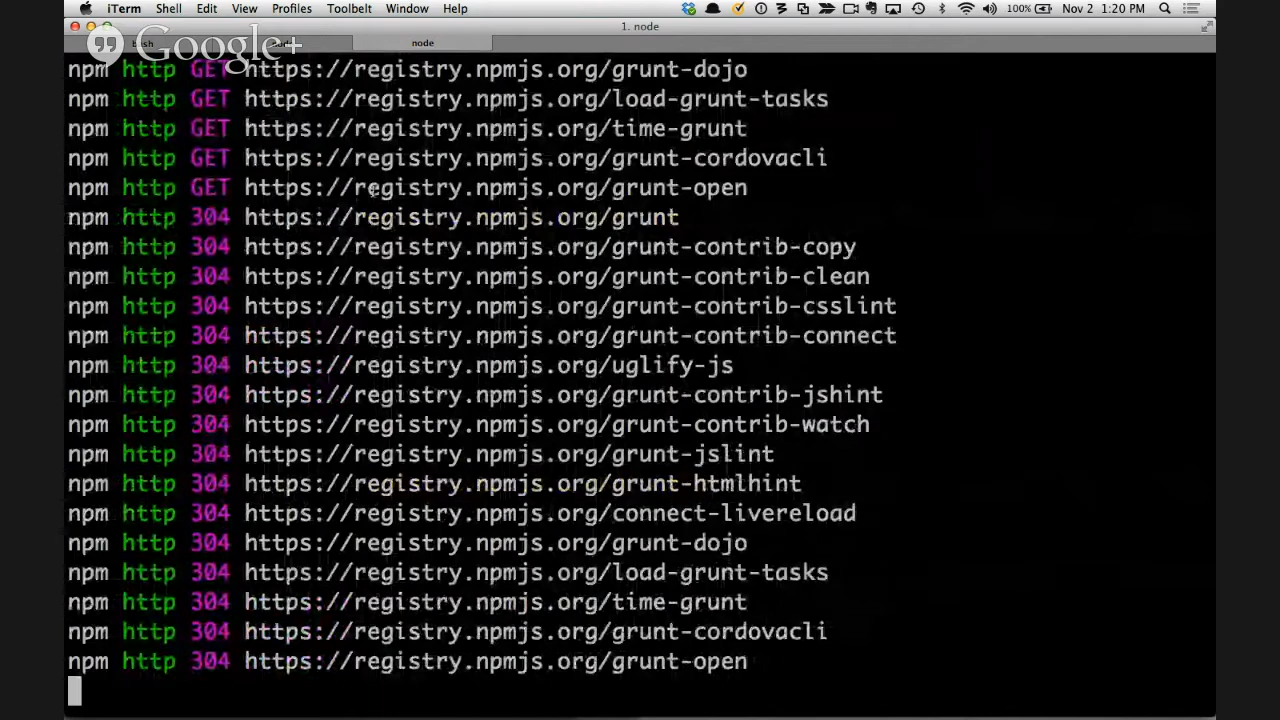 iTerm Shell Edit View Profiles Toolbelt Window Help 100% Nov 2 1:20 PM
1. node
Google+
bash node
npm http GET https://registry.npmjs.org/grunt-dojo
npm http GET https://registry.npmjs.org/load-grunt-tasks
npm http GET https://registry.npmjs.org/time-grunt
npm http GET https://registry.npmjs.org/grunt-cordovacli
npm http GET https://registry.npmjs.org/grunt-open
npm http 304 https://registry.npmjs.org/grunt
npm http 304 https://registry.npmjs.org/grunt-contrib-copy
npm http 304 https://registry.npmjs.org/grunt-contrib-clean
npm http 304 https://registry.npmjs.org/grunt-contrib-csslint
npm http 304 https://registry.npmjs.org/grunt-contrib-connect
npm http 304 https://registry.npmjs.org/uglify-js
npm http 304 https://registry.npmjs.org/grunt-contrib-jshint
npm http 304 https://registry.npmjs.org/grunt-contrib-watch
npm http 304 https://registry.npmjs.org/grunt-jslint
npm http 304 https://registry.npmjs.org/grunt-htmlhint
npm http 304 https://registry.npmjs.org/connect-livereload
npm http 304 https://registry.npmjs.org/grunt-dojo
npm http 304 https://registry.npmjs.org/load-grunt-tasks
npm http 304 https://registry.npmjs.org/time-grunt
npm http 304 https://registry.npmjs.org/grunt-cordovacli
npm http 304 https://registry.npmjs.org/grunt-open